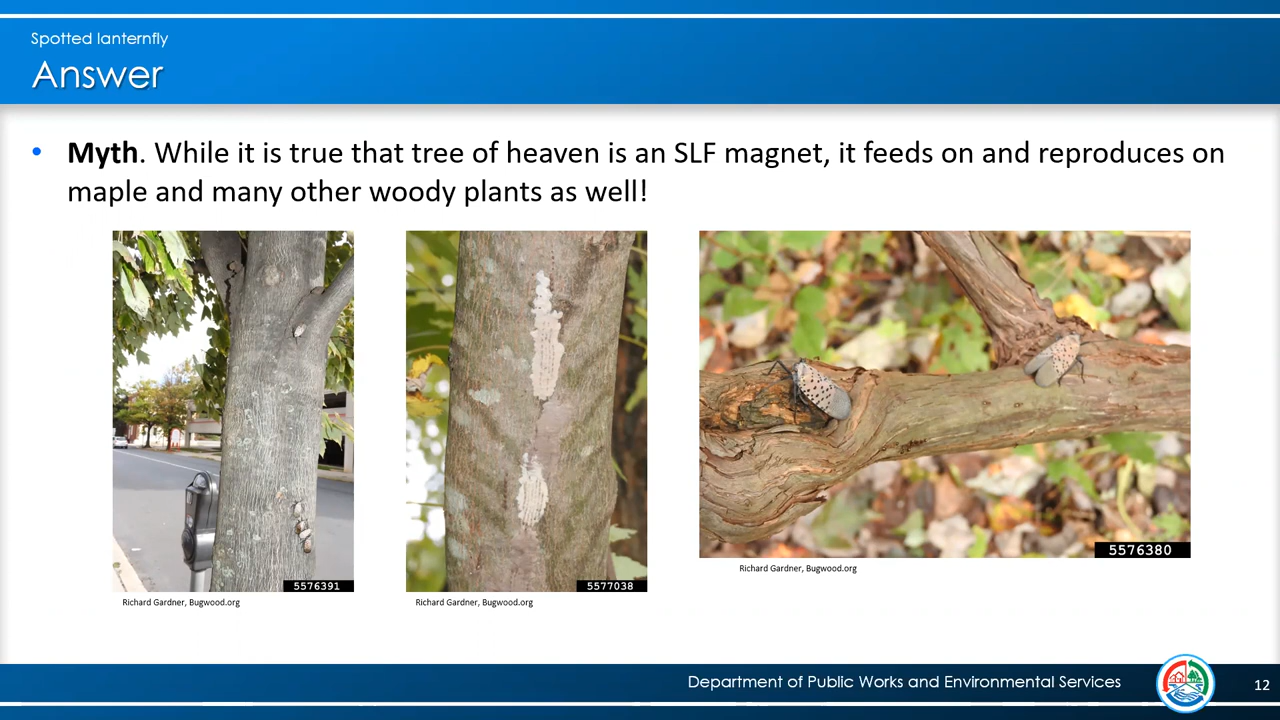 Spotted lanternfly
Answer
• Myth. While it is true that tree of heaven is an SLF magnet, it feeds on and reproduces on
maple and many other woody plants as well!
5576391
5577038
5576380
Richard Gardner, Bugwood.org
Richard Gardner, Bugwood.org
Richard Gardner, Bugwood.org
Department of Public Works and Environmental Services
12